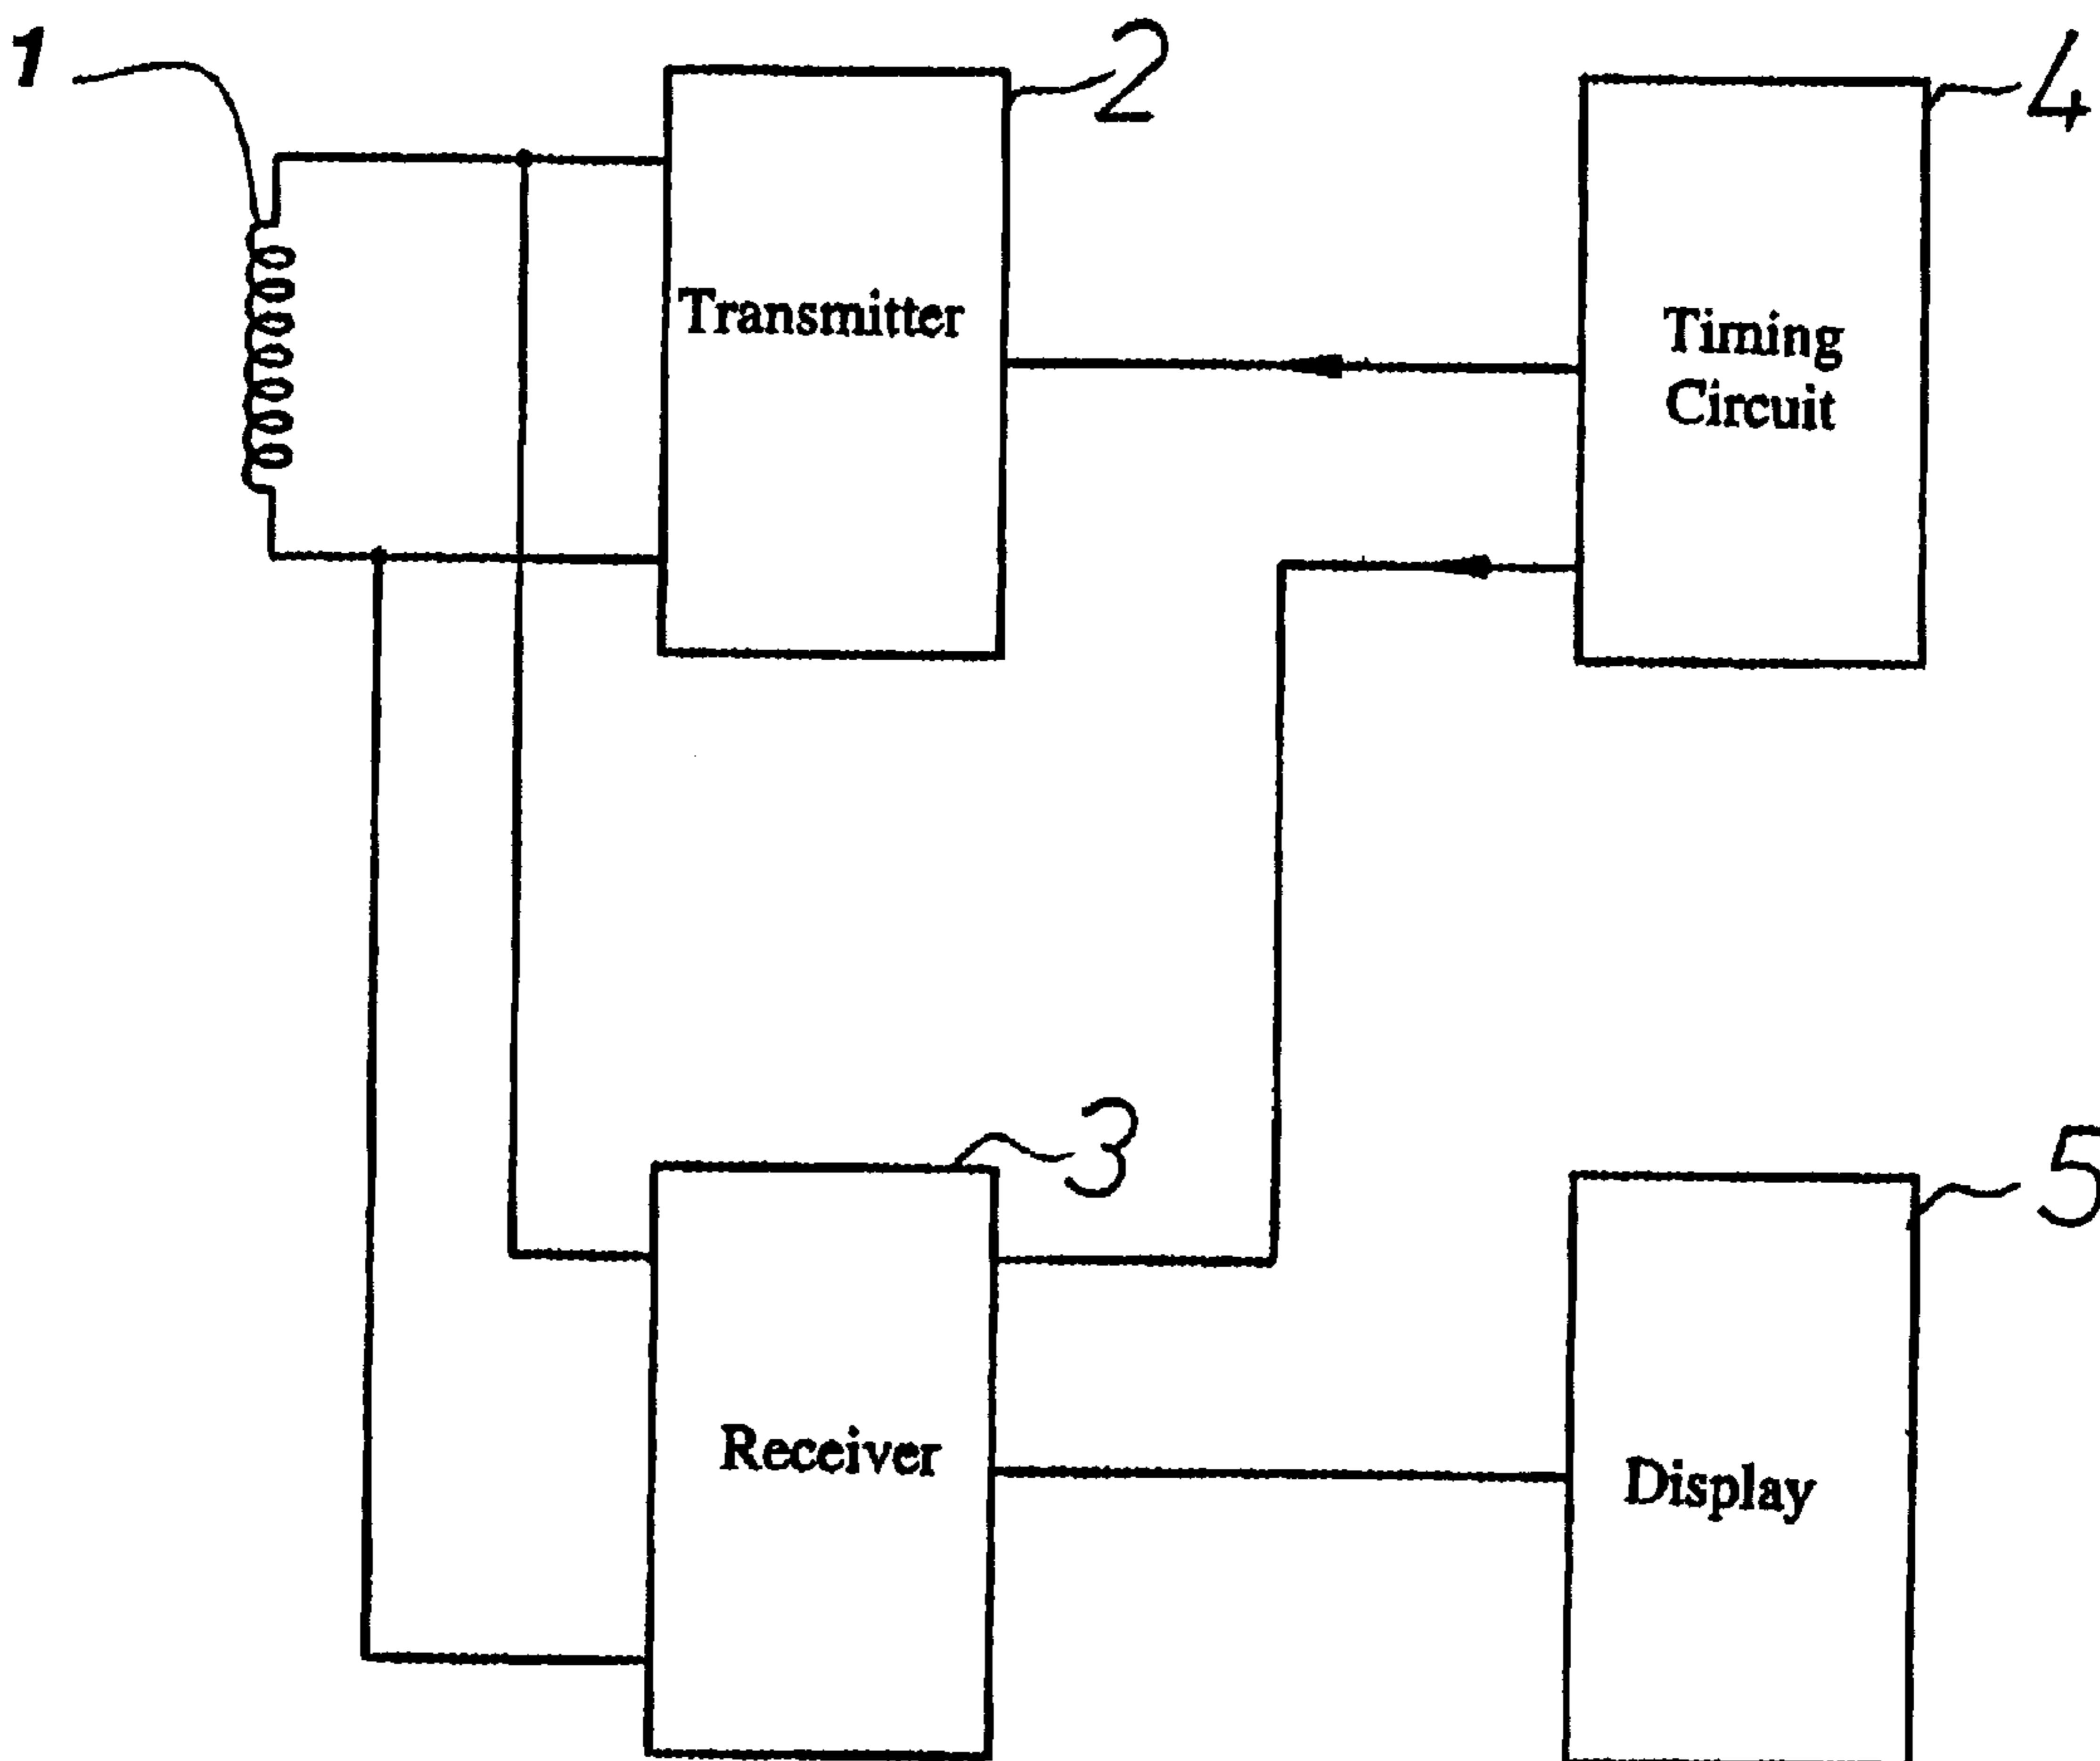 1
2
4
Transmitter
Timing
Circuit
3
5
Receiver
Display